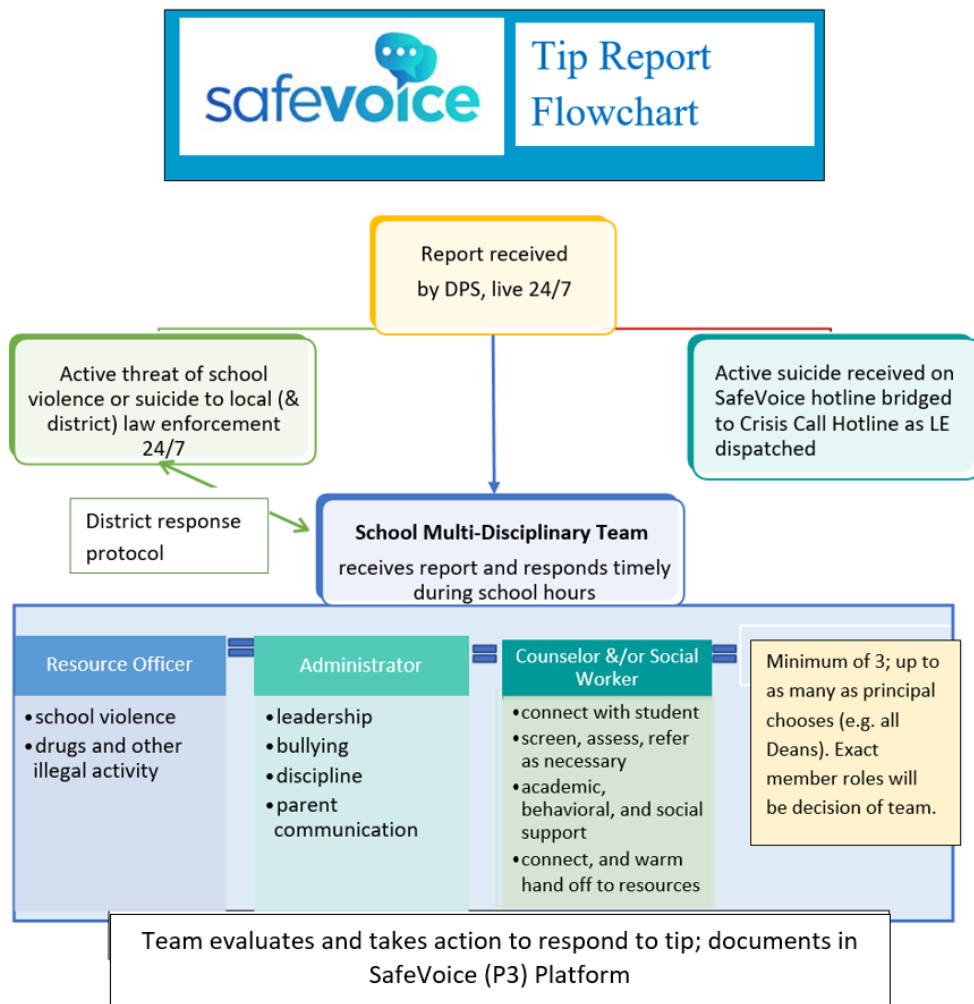 safevoice
Tip Report
Flowchart
Report received
by DPS, live 24/7
Active threat of school
violence or suicide to local (&
district) law enforcement
24/7
Active suicide received on
SafeVoice hotline bridged
to Crisis Call Hotline as LE
dispatched
District response
protocol
School Multi-Disciplinary Team
receives report and responds timely
during school hours
Resource Officer
•school violence
•drugs and other
illegal activity
Administrator
•leadership
•bullying
•discipline
•parent
communication
Counselor &/or Social
Worker
•connect with student
•screen, assess, refer
as necessary
•academic,
behavioral, and social
support
•connect, and warm
hand off to resources
Minimum of 3; up to
as many as principal
chooses (e.g. all
Deans). Exact
member roles will
be decision of team.
Team evaluates and takes action to respond to tip; documents in
SafeVoice (P3) Platform